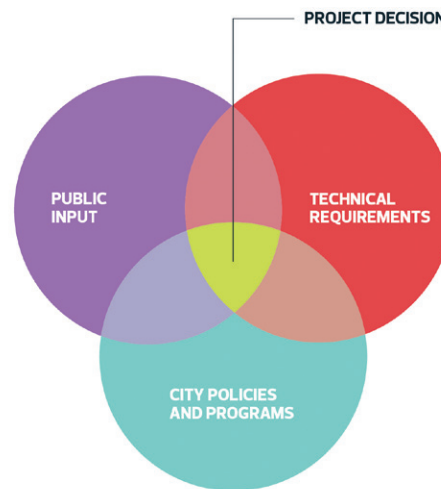 PROJECT DECISION
PUBLIC
INPUT
TECHNICAL
REQUIREMENTS
CITY POLICIES
AND PROGRAMS